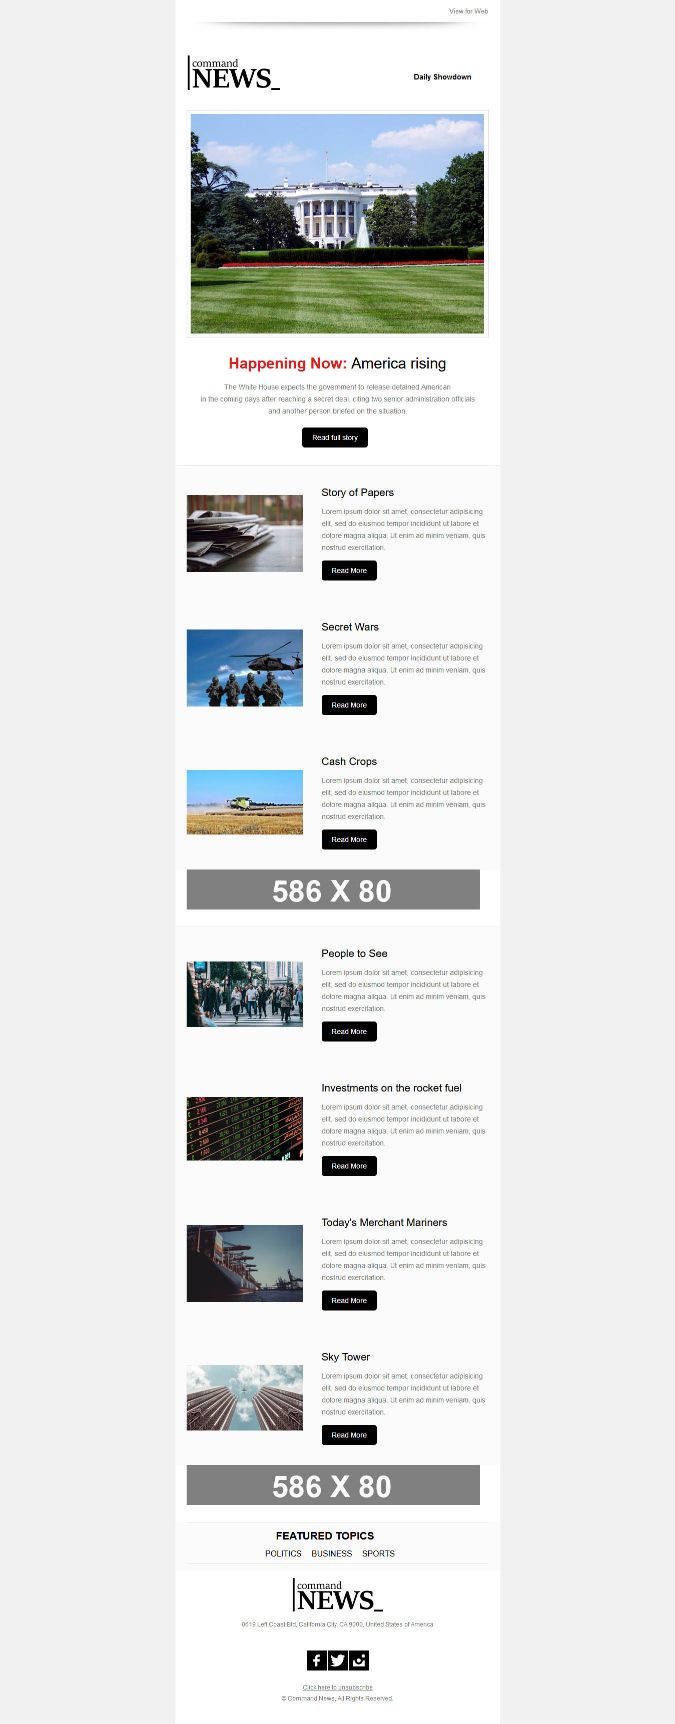 View for Web
command
NEWS_
Daily Showdown
Happening Now: America rising
The White House expects the government to release detained American
in the coming days after reaching a secret deal, citing two senior administration officials
and another person briefed on the situation.
Read full story
Story of Papers
Lorem ipsum dolor sit amet, consectetur adipisicing
elit, sed do eiusmod tempor incididunt ut labore et
dolore magna aliqua. Ut enim ad minim veniam, quis
nostrud exercitation.
Read More
Secret Wars
Lorem ipsum dolor sit amet, consectetur adipisicing
elit, sed do eiusmod tempor incididunt ut labore et
dolore magna aliqua. Ut enim ad minim veniam, quis
nostrud exercitation.
Read More
Cash Crops
Lorem ipsum dolor sit amet, consectetur adipisicing
elit, sed do eiusmod tempor incididunt ut labore et
dolore magna aliqua. Ut enim ad minim veniam, quis
nostrud exercitation.
Read More
586 X 80
People to See
Lorem ipsum dolor sit amet, consectetur adipisicing
elit, sed do eiusmod tempor incididunt ut labore et
dolore magna aliqua. Ut enim ad minim veniam, quis
nostrud exercitation.
Read More
Investments on the rocket fuel
Lorem ipsum dolor sit amet, consectetur adipisicing
elit, sed do eiusmod tempor incididunt ut labore et
dolore magna aliqua. Ut enim ad minim veniam, quis
nostrud exercitation.
Read More
Today's Merchant Mariners
Lorem ipsum dolor sit amet, consectetur adipisicing
elit, sed do eiusmod tempor incididunt ut labore et
dolore magna aliqua. Ut enim ad minim veniam, quis
nostrud exercitation.
Read More
Sky Tower
Lorem ipsum dolor sit amet, consectetur adipisicing
elit, sed do eiusmod tempor incididunt ut labore et
dolore magna aliqua. Ut enim ad minim veniam, quis
nostrud exercitation.
Read More
586 X 80
FEATURED TOPICS
POLITICS BUSINESS SPORTS
command
NEWS_
0619 Left Coast Bld, California City, CA 9000, United States of America
Click here to unsubscribe
© Command News, All Rights Reserved.